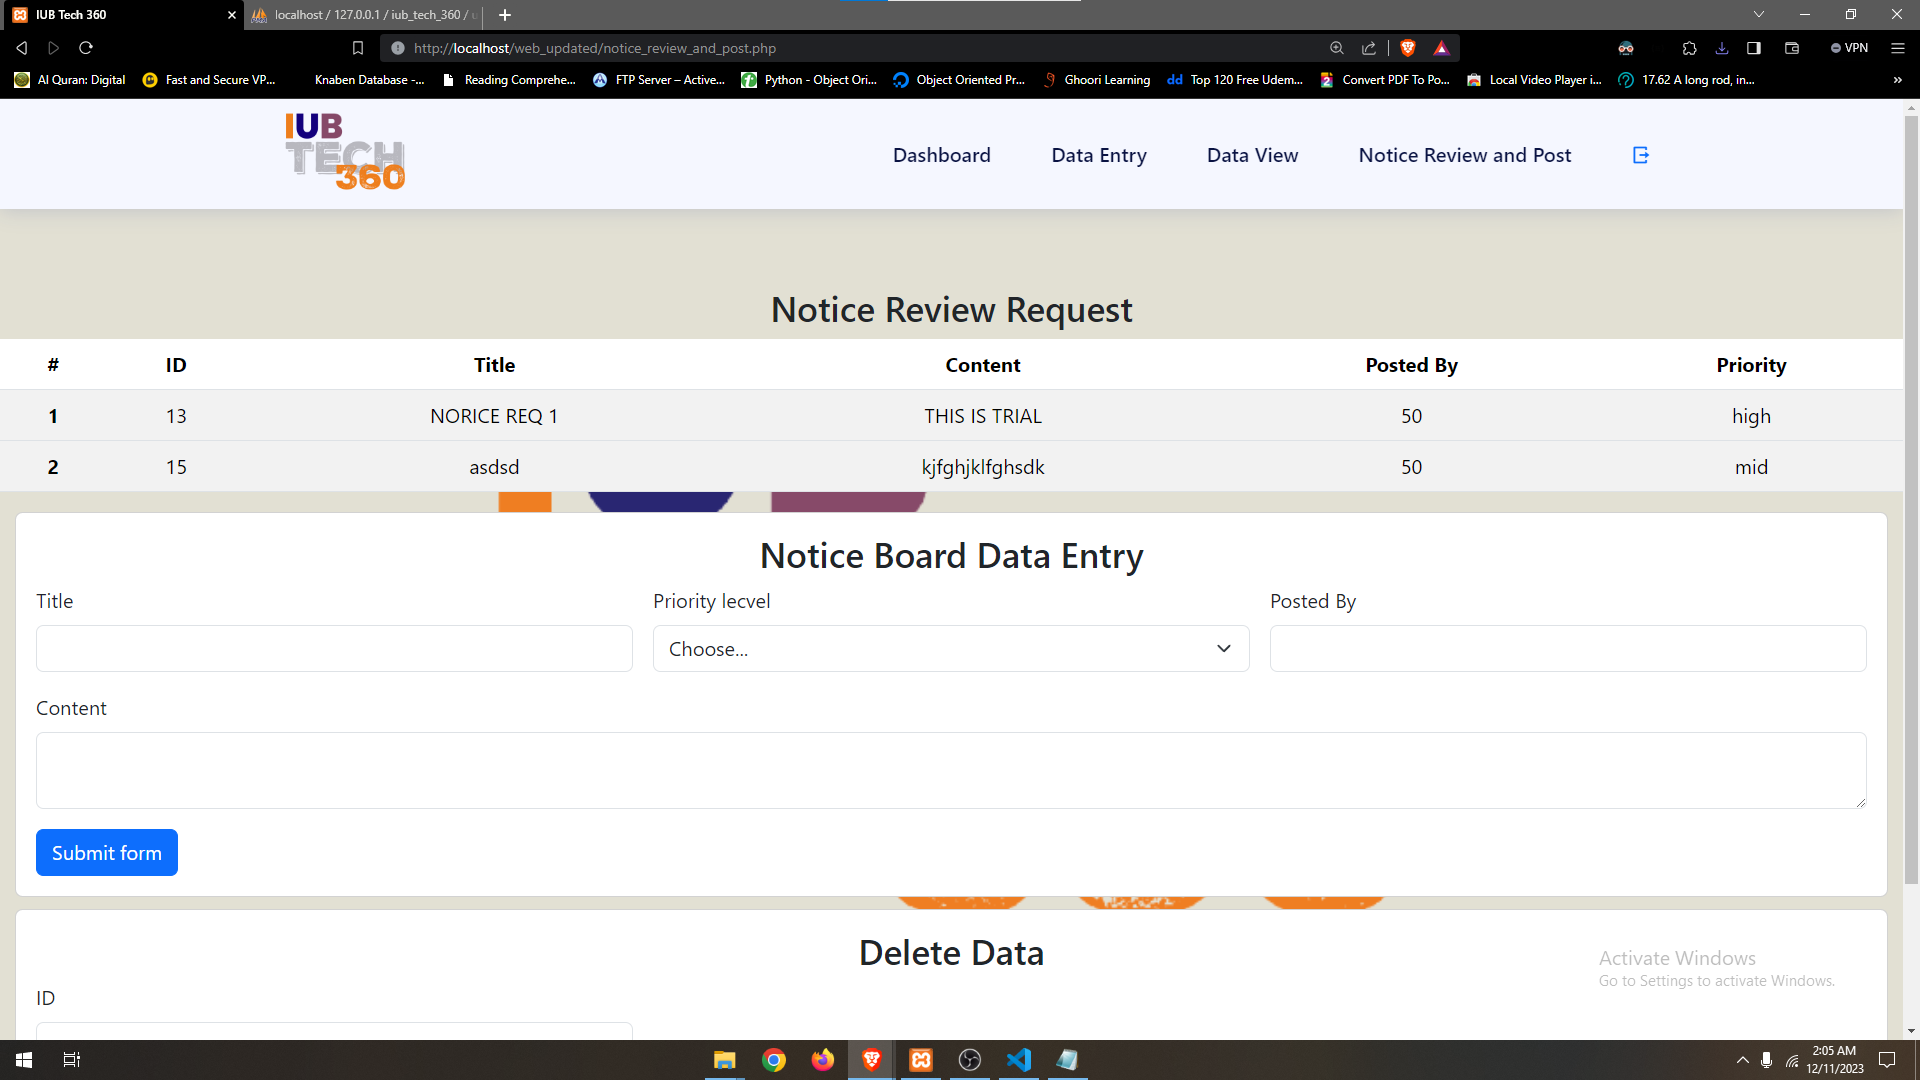 IUB Tech 360
localhost / 127.0.0.1 / iub_tech_360 /
http://localhost/web_updated/notice_review_and_post.php
VPN
Al Quran: Digital
Fast and Secure VP...
Knaben Database -...
Reading Comprehe...
FTP Server – Active...
Python - Object Ori...
Object Oriented Pr...
Ghoori Learning
Top 120 Free Udem...
Convert PDF To Po...
Local Video Player i...
17.62 A long rod, in...
IUB
TECH
360
Dashboard
Data Entry
Data View
Notice Review and Post
Notice Review Request
# ID Title Content Posted By Priority
1 13 NORICE REQ 1 THIS IS TRIAL 50 high
2 15 asdsd kjfghjklfghsdk 50 mid
Notice Board Data Entry
Title Priority lecvel Posted By
Choose...
Content
Submit form
Delete Data
ID
Activate Windows
Go to Settings to activate Windows.
2:05 AM
12/11/2023